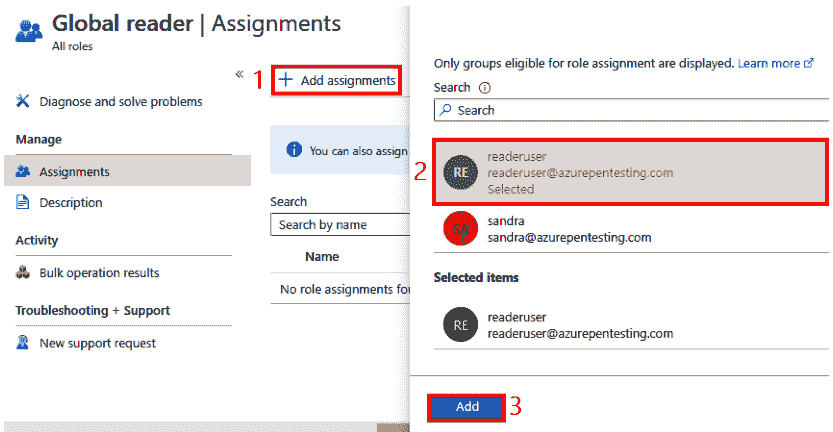 Global reader | Assignments
All roles
«
1
+ Add assignments
Diagnose and solve problems
Manage
Assignments
Description
Activity
Bulk operation results
Troubleshooting + Support
New support request
You can also assign
Search
Search by name
Name
No role assignments fou
Only groups eligible for role assignment are displayed. Learn more
Search
Search
2
RE
readeruser
readeruser@azurepentesting.com
Selected
SA
sandra
sandra@azurepentesting.com
Selected items
RE
readeruser
readeruser@azurepentesting.com
Add
3